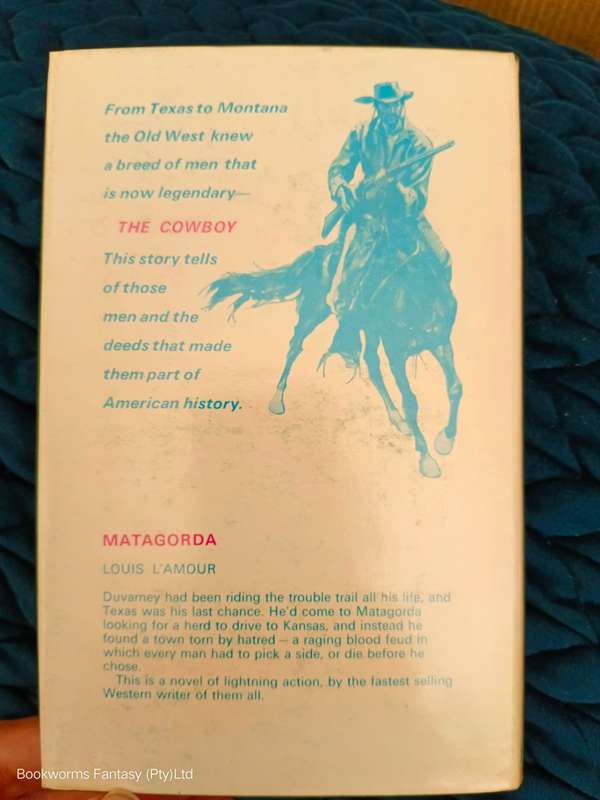 From Texas to Montana
the Old West knew
a breed of men that
is now legendary—
THE COWBOY
This story tells
of those
men and the
deeds that made
them part of
American history.
MATAGORDA
LOUIS L'AMOUR
Duvarney had been riding the trouble trail all his life, and
Texas was his last chance. He'd come to Matagorda
looking for a herd to drive to Kansas, and instead he
found a town torn by hatred – a raging blood feud in
which every man had to pick a side, or die before he
chose.
This is a novel of lightning action, by the fastest selling
Western writer of them all.
Bookworms Fantasy (Pty)Ltd